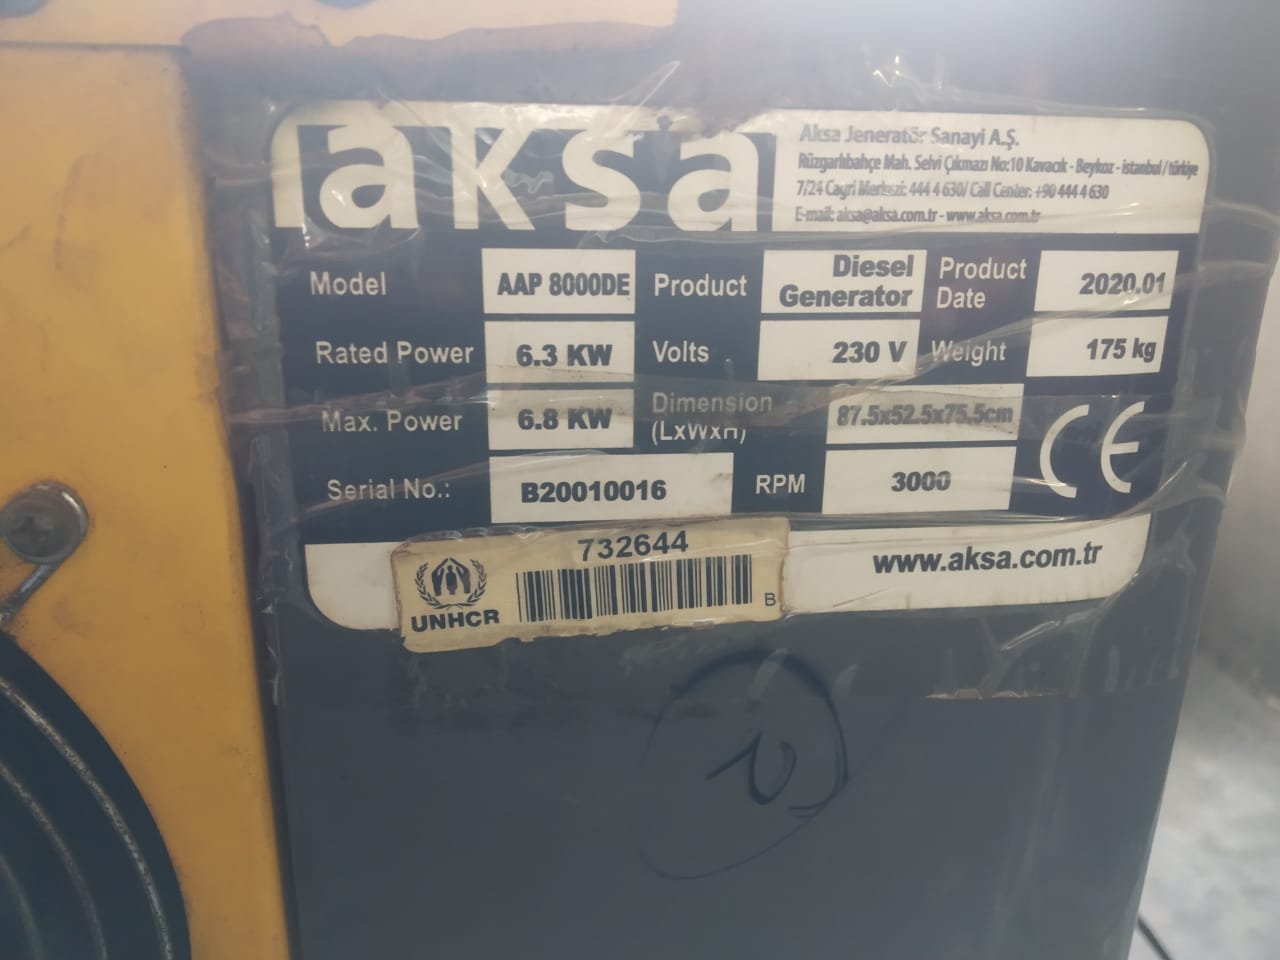 aksa
Aksa Jeneratör Sanayi A.Ş.
Rüzgarlıbahçe Mah. Selvi Çıkmazı No:10 Kavacık - Beykoz - istanbul / türkiye
7/24 Çağrı Merkezi: 444 4 630/ Call Center: +90 444 4 630
E-mail: aksa@aksa.com.tr - www.aksa.com.tr
Model AAP 8000DE Product Diesel Generator Product Date 2020.01
Rated Power 6.3 KW Volts 230 V Weight 175 kg
Max. Power 6.8 KW Dimension (LxWxH) 87.5x52.5x75.5cm CE
Serial No.: B20010016 RPM 3000
732644
UNHCR B
www.aksa.com.tr